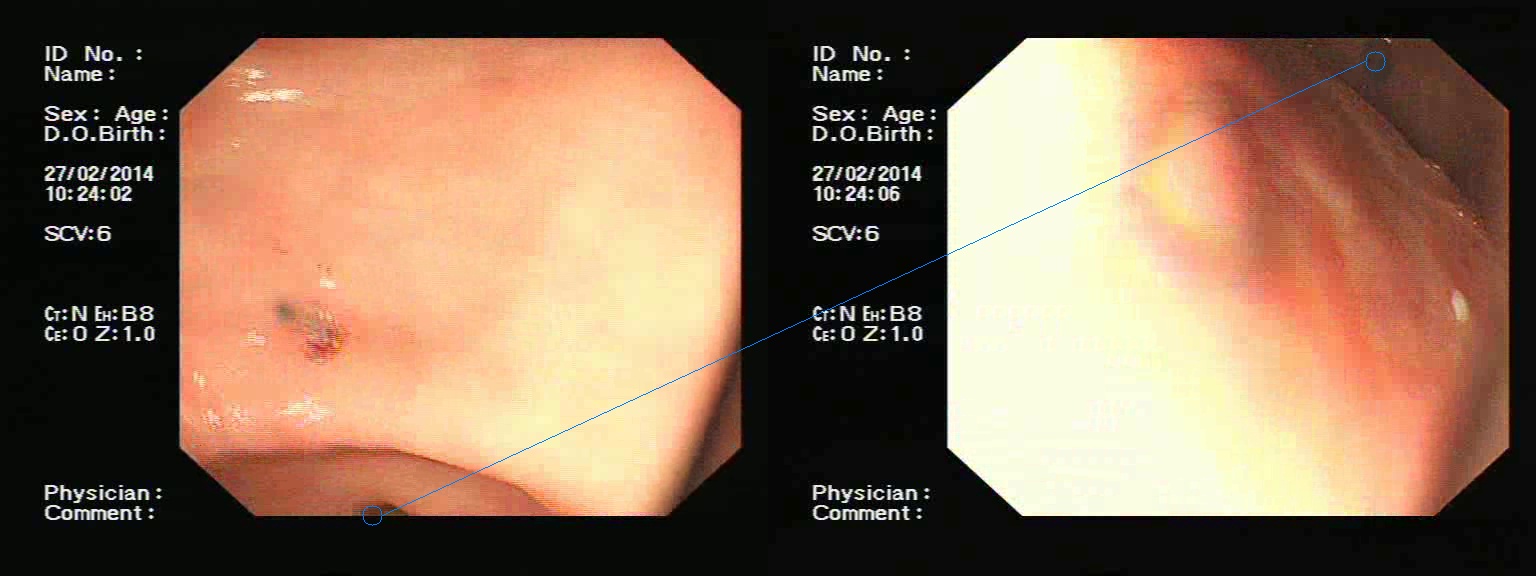 ID No. :
Name :
Sex: Age:
D.O.Birth:
27/02/2014
10:24:02
SCV:6
CT:N EH:B8
CE:0 Z:1.0
Physician :
Comment :
ID No. :
Name :
Sex: Age:
D.O.Birth:
27/02/2014
10:24:06
SCV:6
CT:N EH:B8
CE:0 Z:1.0
Physician :
Comment :